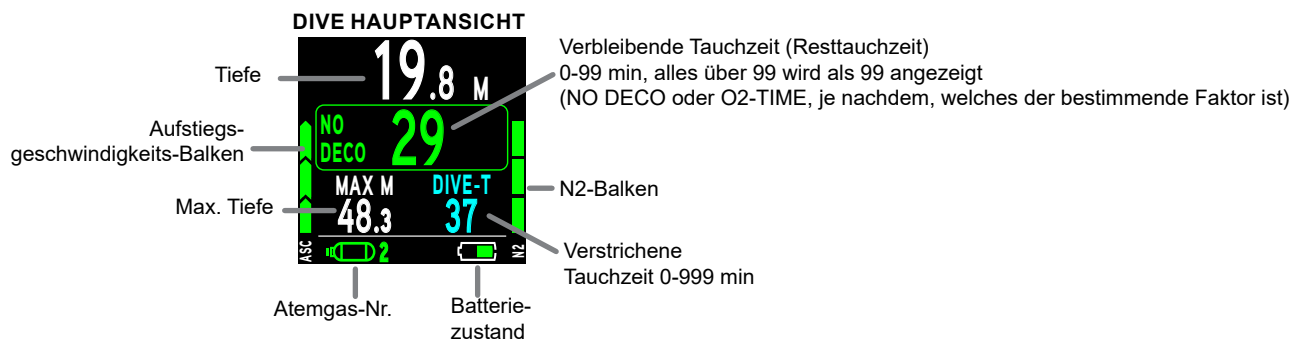 DIVE HAUPTANSICHT
Tiefe
19.8 M
Verbleibende Tauchzeit (Resttauchzeit)
0-99 min, alles über 99 wird als 99 angezeigt
(NO DECO oder O2-TIME, je nachdem, welches der bestimmende Faktor ist)
Aufstiegs-
geschwindigkeits-Balken
NO
DECO
29
MAX M
DIVE-T
Max. Tiefe
48.3
37
N2-Balken
ASC
2
N2
Verstrichene
Tauchzeit 0-999 min
Atemgas-Nr.
Batterie-
zustand